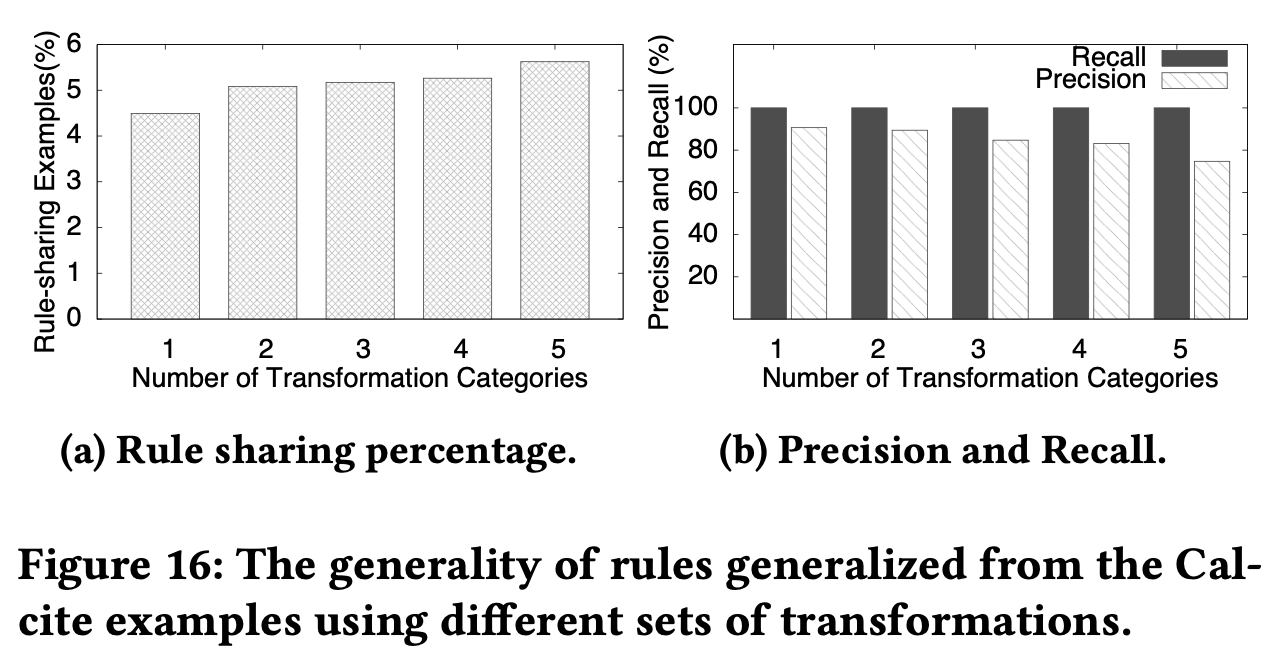 Rule-sharing Examples(%)
6
5
4
3
2
1
0
1 2 3 4 5
Number of Transformation Categories
(a) Rule sharing percentage.
Precision and Recall (%)
Recall
Precision
100
80
60
40
20
1 2 3 4 5
Number of Transformation Categories
(b) Precision and Recall.
Figure 16: The generality of rules generalized from the Cal-
cite examples using different sets of transformations.